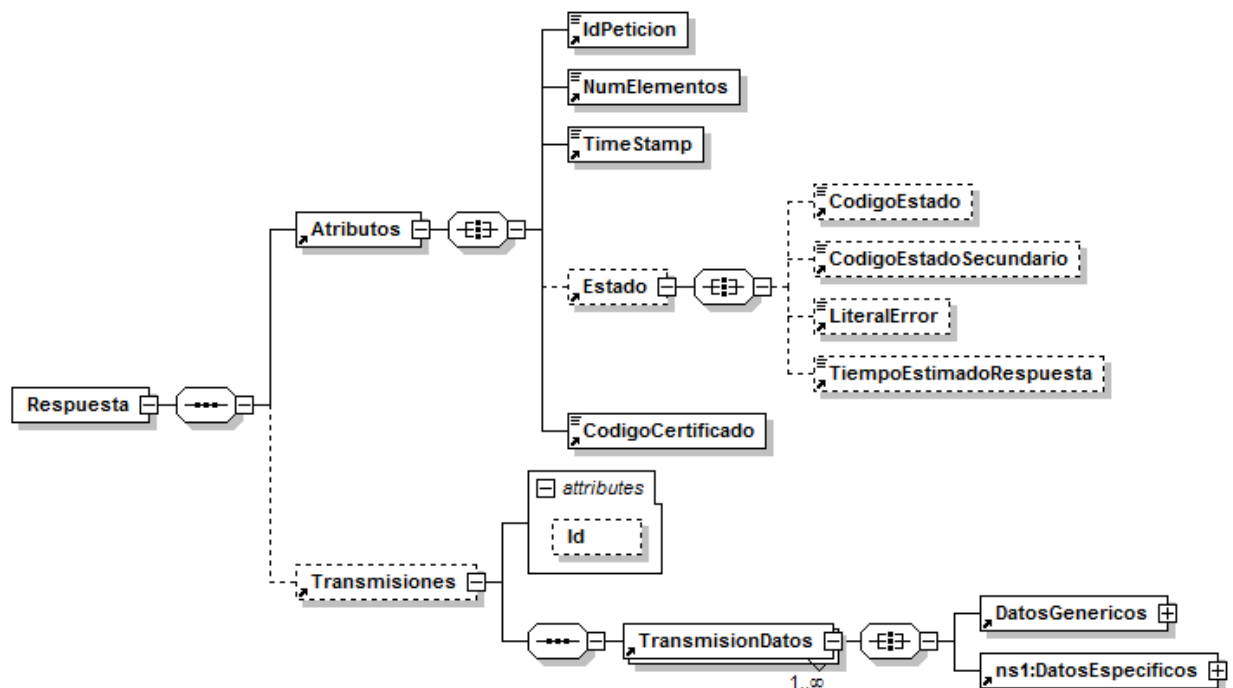 IdPeticion
NumElementos
TimeStamp
CodigoEstado
Atributos
CodigoEstadoSecundario
Estado
LiteralError
TiempoEstimadoRespuesta
Respuesta
CodigoCertificado
attributes
Id
Transmisiones
DatosGenericos
TransmisionDatos
ns1:DatosEspecificos
1..∞